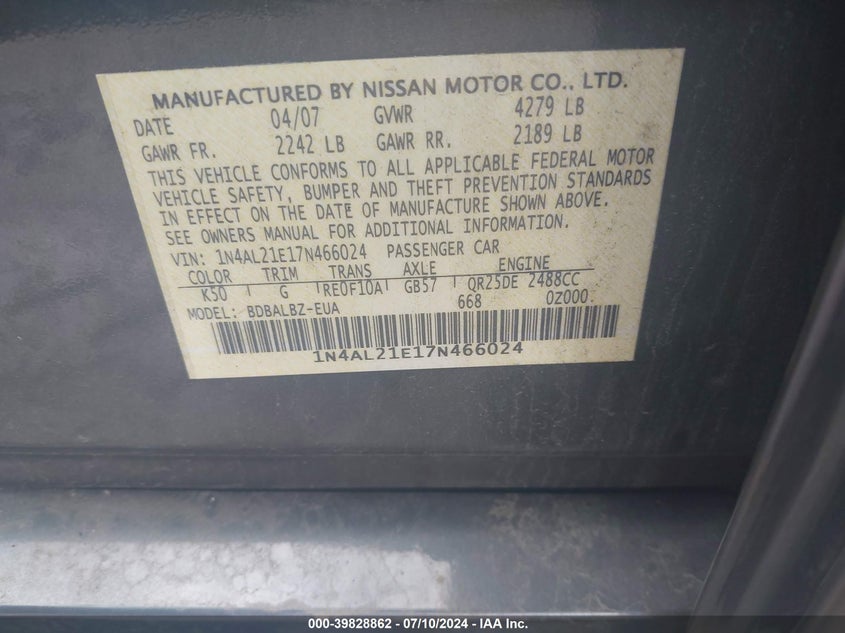 MANUFACTURED BY NISSAN MOTOR CO., LTD.
DATE 04/07 GVWR 4279 LB
GAWR FR. 2242 LB GAWR RR. 2189 LB
THIS VEHICLE CONFORMS TO ALL APPLICABLE FEDERAL MOTOR
VEHICLE SAFETY, BUMPER AND THEFT PREVENTION STANDARDS
IN EFFECT ON THE DATE OF MANUFACTURE SHOWN ABOVE.
SEE OWNERS MANUAL FOR ADDITIONAL INFORMATION.
VIN: 1N4AL21E17N466024 PASSENGER CAR
COLOR TRIM TRANS AXLE ENGINE
K50 G RE0F10A GB57 QR25DE 2488CC
MODEL: BDBALBZ-EUA 668 0Z000
1N4AL21E17N466024
000-39828862 - 07/10/2024 - IAA Inc.